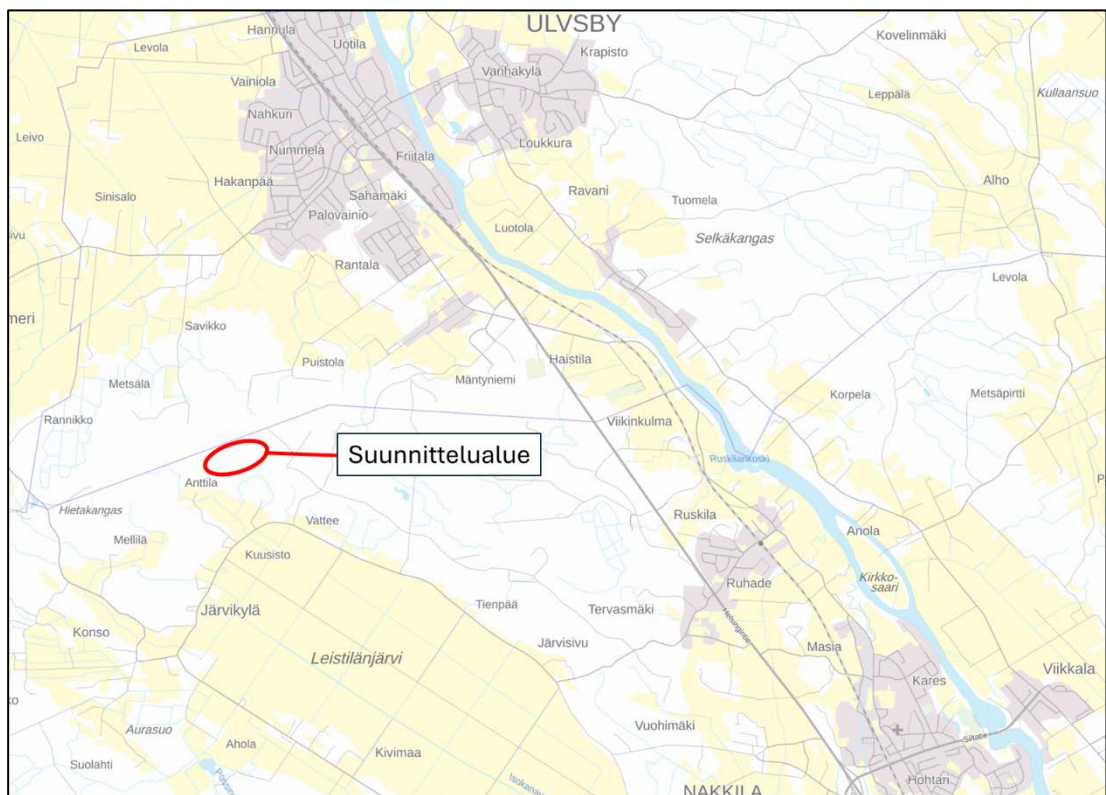 ULVSBY
Hannula
Uotila
Krapisto
Kovelinmäki
Levola
Vanhakylä
Vainiola
Leppälä
Kullaansuo
Nahkuri
Leivo
Loukkura
Nummela
Friitala
Hakanpää
Ravani
Alho
Sahamäki
Sinisalo
Tuomela
Palovainio
Luotola
Selkäkangas
Rantala
Levola
meri
Savikko
Puistola
Haistila
Metsälä
Mäntyniemi
Korpela
Metsäpirtti
Rannikko
Viikinkulma
Suunnittelualue
Ruskilankoski
Anttila
Hietakangas
Vattee
Ruskila
Anola
Mellilä
Kuusisto
Kirkko-
saari
Ruhade
Järvikylä
Tienpää
Tervasmäki
Helsingintie
Konso
Järvisivu
Masia
Leistilänjärvi
Viikkala
Kares
Aurasuo
Vuohimäki
Ahola
Kivimaa
Siltatie
Suolahti
Hohtari
NAKKILA